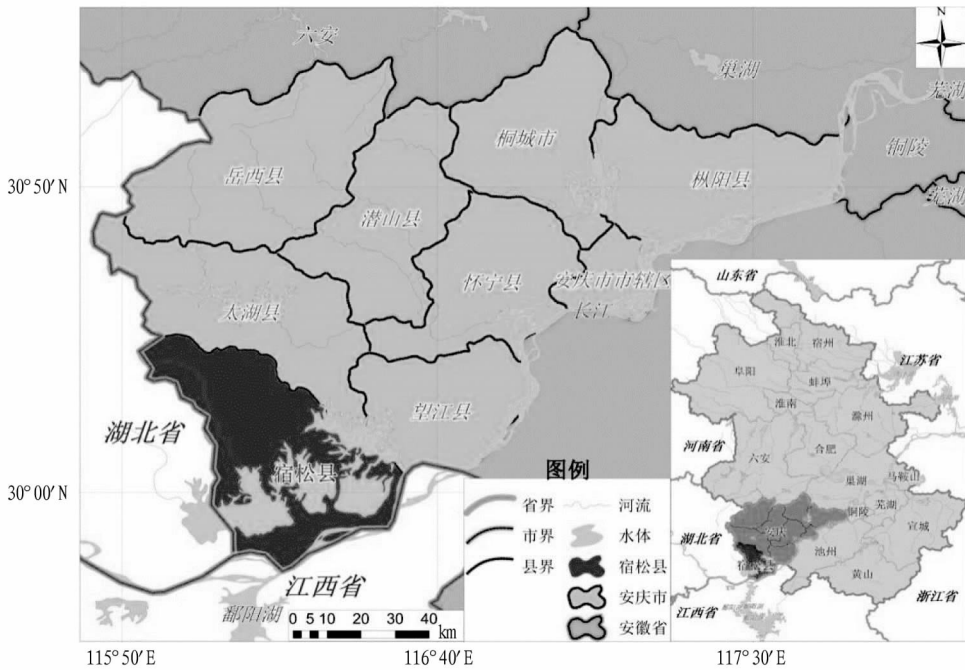 N
六安
巢湖
芜湖
桐城市
铜陵
岳西县
枞阳县
30°50′N
芜湖
潜山县
怀宁县
安庆市市辖区
长江
太湖县
望江县
湖北省
宿松县
30°00′N
江西省
鄱阳湖
0 5 10 20 30 40
km
115°50′E
116°40′E
117°30′E
图例
省界
河流
市界
水体
县界
宿松县
安庆市
安徽省
山东省
淮北
宿州
江苏省
阜阳
蚌埠
淮南
滁州
河南省
六安
合肥
巢湖
马鞍山
芜湖
铜陵
宣城
安庆
湖北省
池州
宿松县
黄山
浙江省
江西省